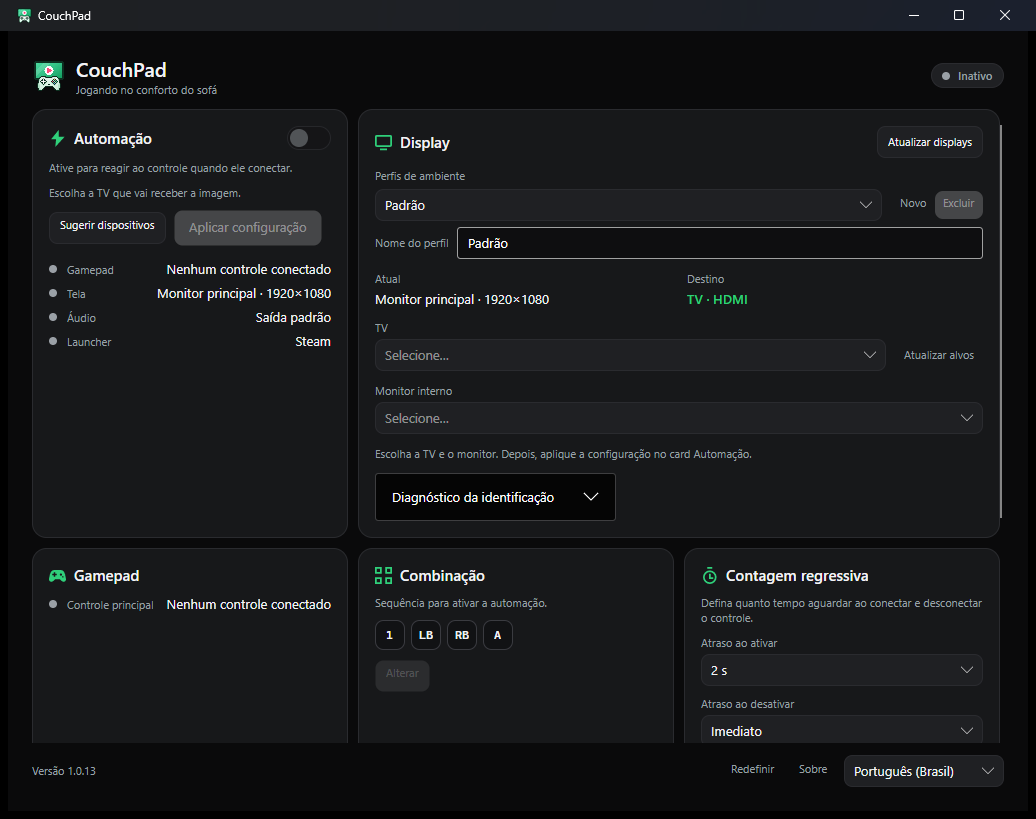 CouchPad
CouchPad
Jogando no conforto do sofá
Inativo
Automação
Ative para reagir ao controle quando ele conectar.
Escolha a TV que vai receber a imagem.
Sugerir dispositivos
Aplicar configuração
Gamepad
Nenhum controle conectado
Tela
Monitor principal · 1920×1080
Áudio
Saída padrão
Launcher
Steam
Display
Atualizar displays
Perfis de ambiente
Padrão
Novo
Excluir
Nome do perfil
Padrão
Atual
Monitor principal · 1920×1080
Destino
TV · HDMI
TV
Selecione...
Atualizar alvos
Monitor interno
Selecione...
Escolha a TV e o monitor. Depois, aplique a configuração no card Automação.
Diagnóstico da identificação
Gamepad
Controle principal
Nenhum controle conectado
Combinação
Sequência para ativar a automação.
1
LB
RB
A
Alterar
Contagem regressiva
Defina quanto tempo aguardar ao conectar e desconectar
o controle.
Atraso ao ativar
2 s
Atraso ao desativar
Imediato
Versão 1.0.13
Redefinir
Sobre
Português (Brasil)